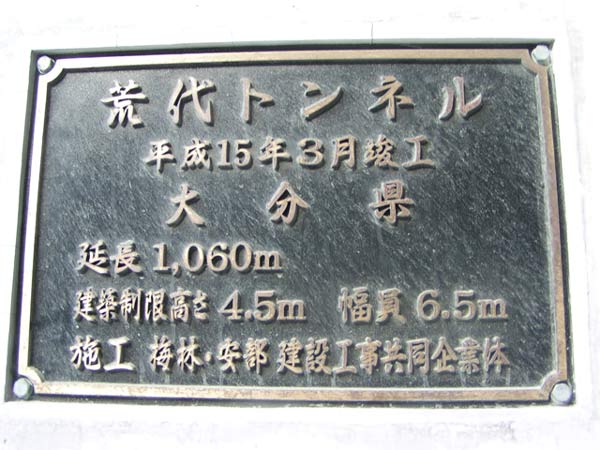 荒代トンネル
平成15年3月竣工
大分県
延長 1,060m
建築制限高さ 4.5m 幅員 6.5m
施工 梅林・安部 建設工事共同企業体